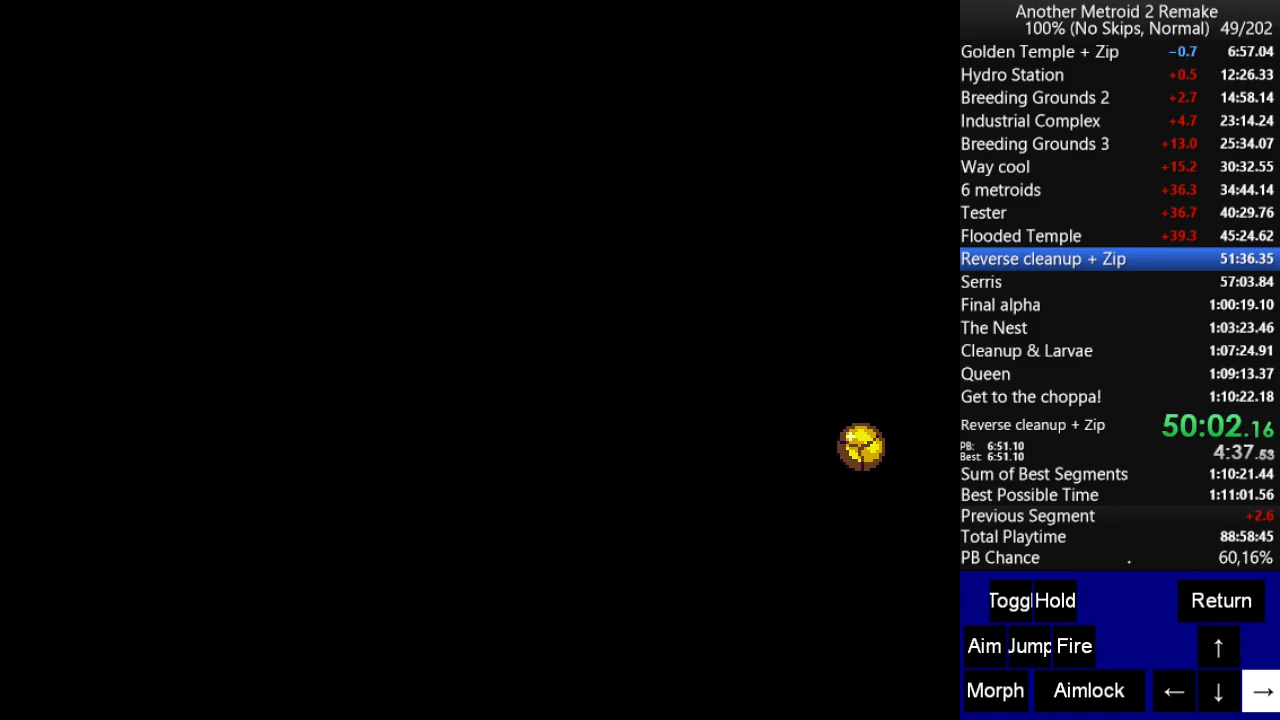 Another Metroid 2 Remake
100% (No Skips, Normal) 49/202
Golden Temple + Zip −0.7 6:57.04
Hydro Station +0.5 12:26.33
Breeding Grounds 2 +2.7 14:58.14
Industrial Complex +4.7 23:14.24
Breeding Grounds 3 +13.0 25:34.07
Way cool +15.2 30:32.55
6 metroids +36.3 34:44.14
Tester +36.7 40:29.76
Flooded Temple +39.3 45:24.62
Reverse cleanup + Zip 51:36.35
Serris 57:03.84
Final alpha 1:00:19.10
The Nest 1:03:23.46
Cleanup & Larvae 1:07:24.91
Queen 1:09:13.37
Get to the choppa! 1:10:22.18
Reverse cleanup + Zip 50:02.16
PB: 6:51.10
Best: 6:51.10 4:37.53
Sum of Best Segments 1:10:21.44
Best Possible Time 1:11:01.56
Previous Segment +2.6
Total Playtime 88:58:45
PB Chance . 60,16%
Toggl Hold Return
Aim Jump Fire ↑
Morph Aimlock ← ↓ →